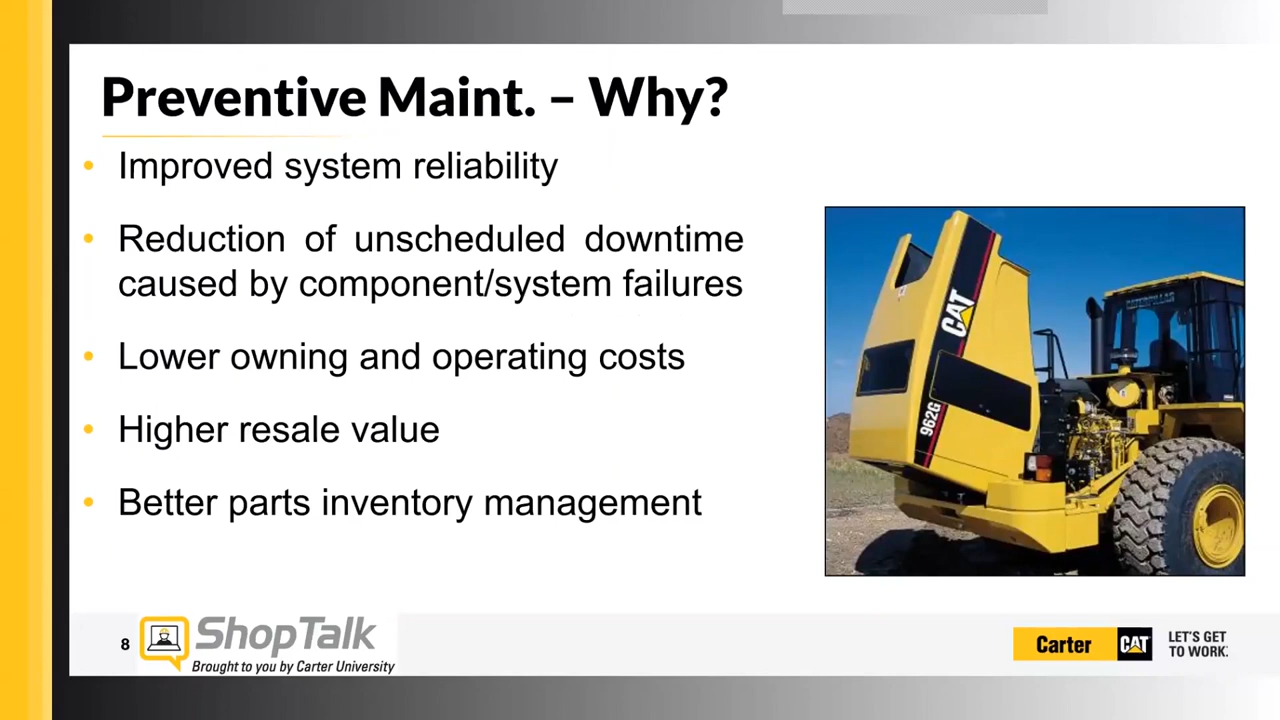 Preventive Maint. – Why?
• Improved system reliability
• Reduction of unscheduled downtime
caused by component/system failures
• Lower owning and operating costs
• Higher resale value
• Better parts inventory management
CAT
962G
CATERPILLAR
8
ShopTalk
Brought to you by Carter University
Carter
CAT
LET'S GET
TO WORK.